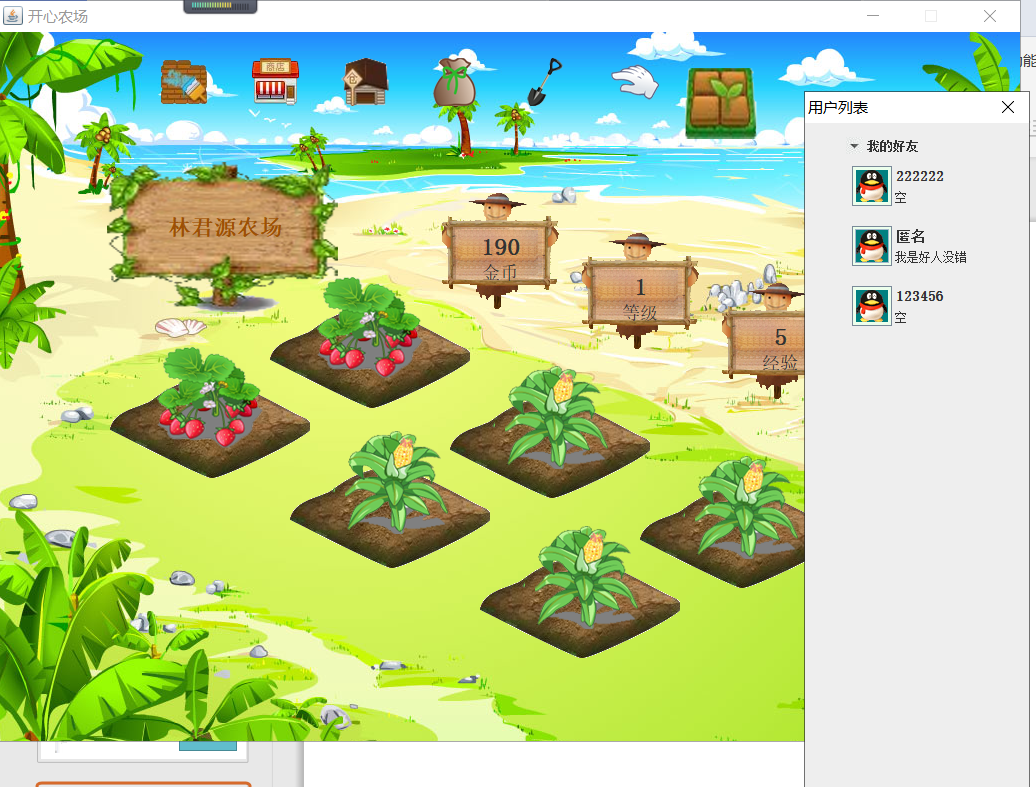 开心农场
商店
能
用户列表
我的好友
222222
空
匿名
我是好人没错
123456
空
林君源农场
190
金币
1
等级
5
经验